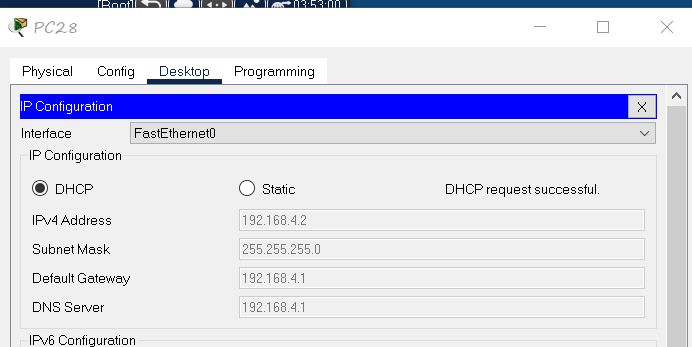 [Root]
03:53:00
PC28
Physical Config Desktop Programming
IP Configuration X
Interface FastEthernet0
IP Configuration
DHCP Static DHCP request successful.
IPv4 Address 192.168.4.2
Subnet Mask 255.255.255.0
Default Gateway 192.168.4.1
DNS Server 192.168.4.1
IPv6 Configuration